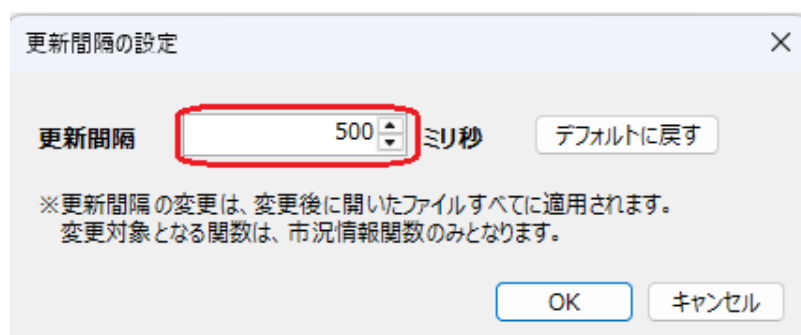 更新間隔の設定
更新間隔 500 ミリ秒 デフォルトに戻す
※更新間隔の変更は、変更後に開いたファイルすべてに適用されます。
変更対象となる関数は、市況情報関数のみとなります。
OK キャンセル